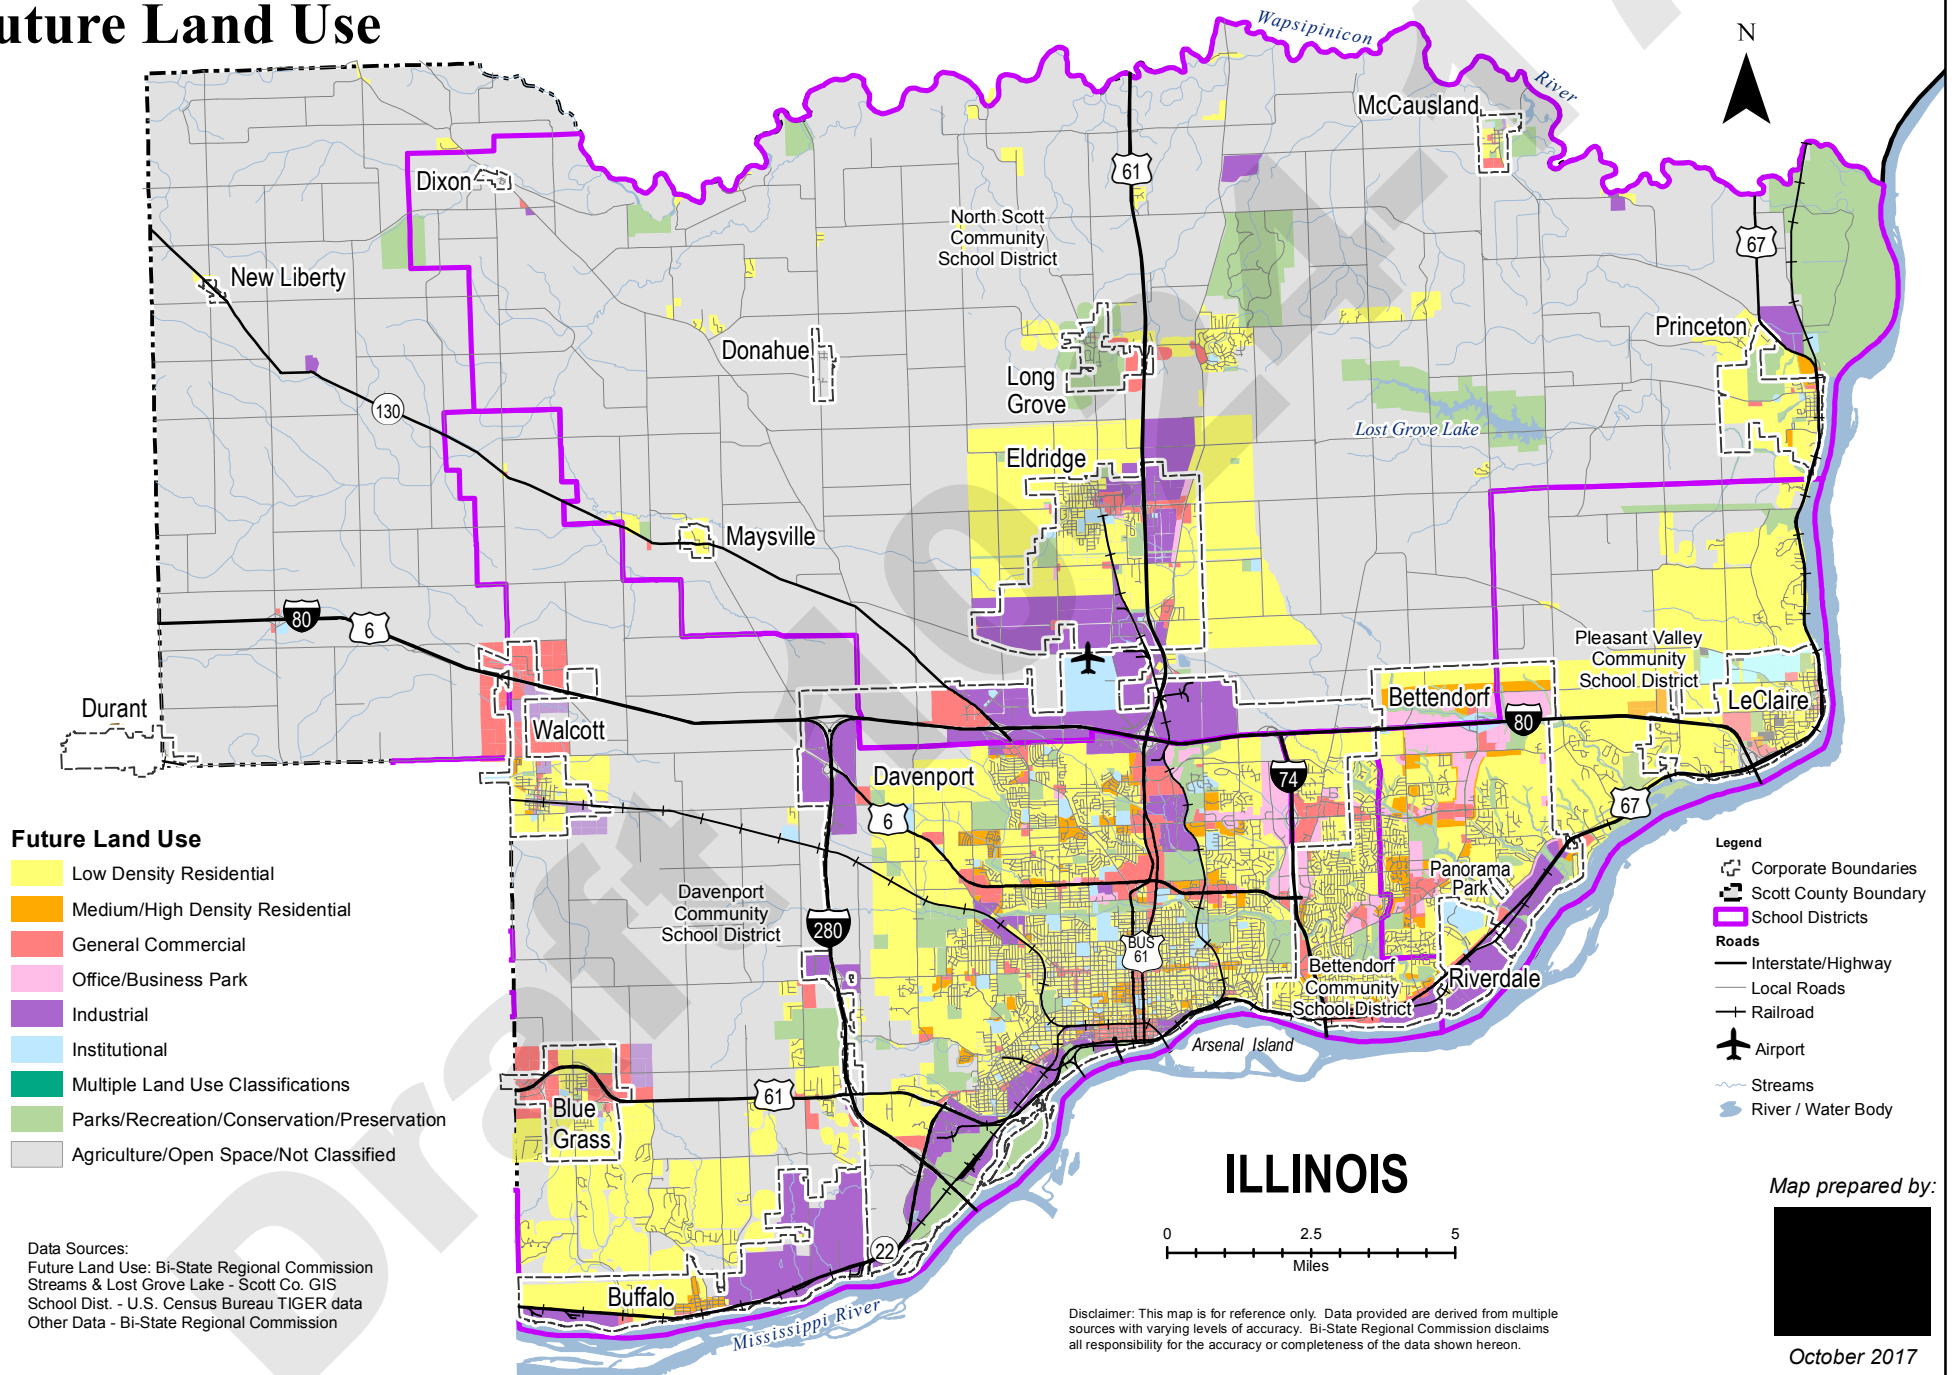 uture Land Use
Wapsipinicon
River
N
McCausland
61
Dixon
North Scott
Community
School District
67
New Liberty
Princeton
Donahue
Long
Grove
130
Lost Grove Lake
Eldridge
Maysville
80
6
Pleasant Valley
Community
School District
Bettendorf
LeClaire
Durant
Walcott
80
Davenport
74
6
67
Future Land Use
Low Density Residential
Medium/High Density Residential
General Commercial
Office/Business Park
Industrial
Institutional
Multiple Land Use Classifications
Parks/Recreation/Conservation/Preservation
Agriculture/Open Space/Not Classified
Davenport
Community
School District
280
Panorama
Park
BUS
61
Bettendorf
Community
School District
Riverdale
Arsenal Island
Legend
Corporate Boundaries
Scott County Boundary
School Districts
Roads
Interstate/Highway
Local Roads
Railroad
Airport
Streams
River / Water Body
61
Blue
Grass
22
Buffalo
Mississippi River
ILLINOIS
0 2.5 5
Miles
Data Sources:
Future Land Use: Bi-State Regional Commission
Streams & Lost Grove Lake - Scott Co. GIS
School Dist. - U.S. Census Bureau TIGER data
Other Data - Bi-State Regional Commission
Disclaimer: This map is for reference only. Data provided are derived from multiple
sources with varying levels of accuracy. Bi-State Regional Commission disclaims
all responsibility for the accuracy or completeness of the data shown hereon.
Map prepared by:
October 2017